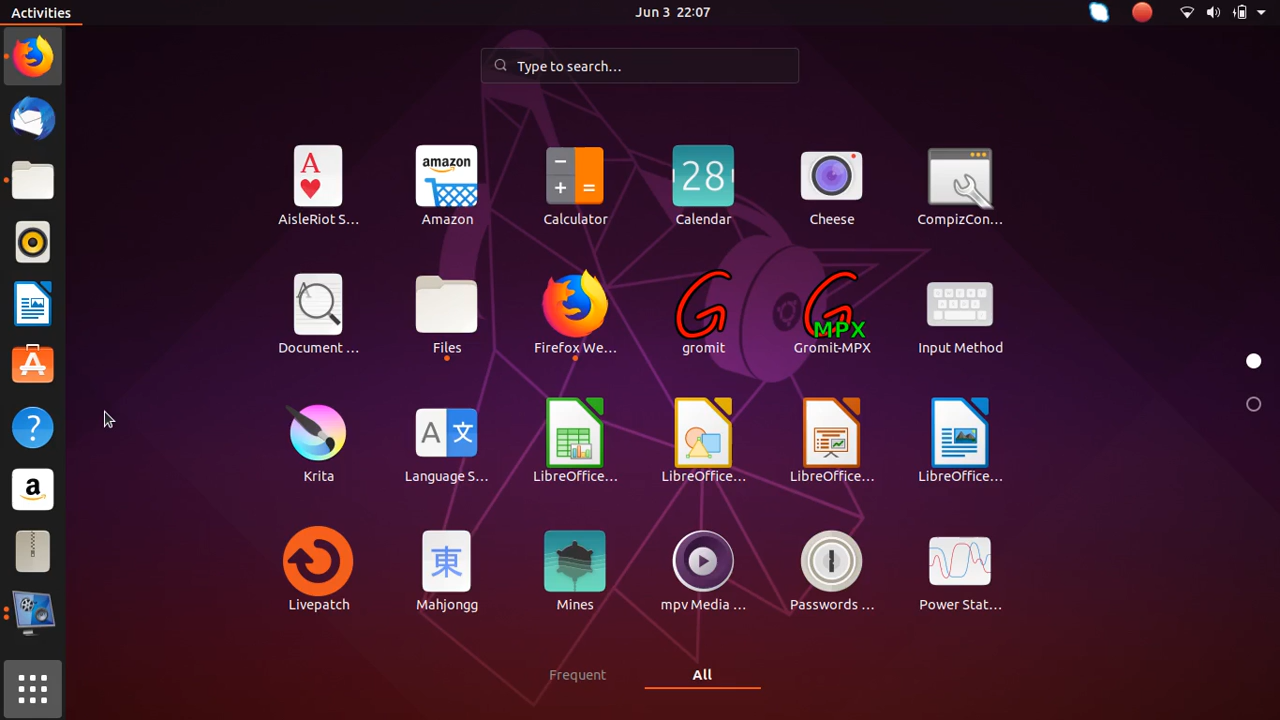 Activities
Jun 3 22:07
Type to search…
AisleRiot S...
amazon
Amazon
Calculator
28
Calendar
Cheese
CompizCon...
Document ...
Files
Firefox We...
gromit
MPX
Gromit-MPX
Input Method
Krita
A 文
Language S...
LibreOffice...
LibreOffice...
LibreOffice...
LibreOffice...
Livepatch
東
Mahjongg
Mines
mpv Media ...
Passwords ...
Power Stat...
Frequent
All